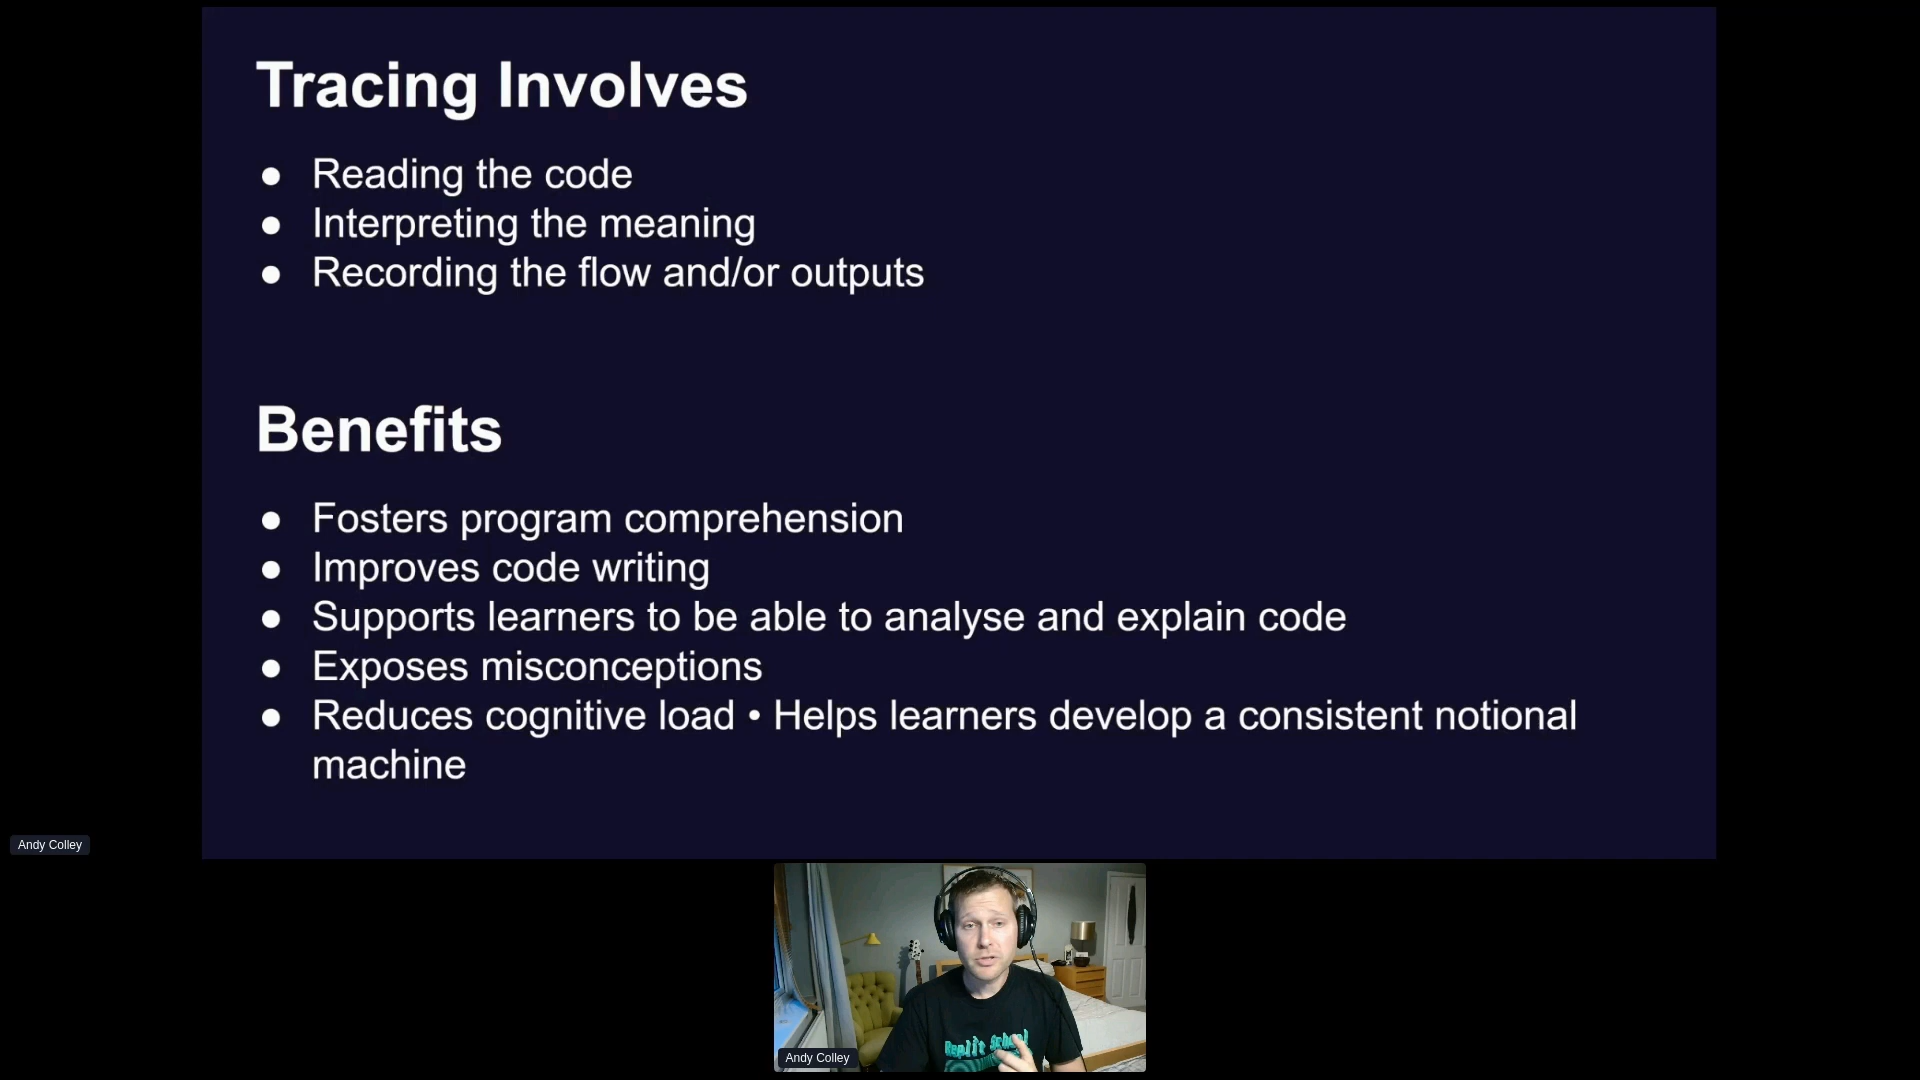 Tracing Involves
● Reading the code
● Interpreting the meaning
● Recording the flow and/or outputs
Benefits
● Fosters program comprehension
● Improves code writing
● Supports learners to be able to analyse and explain code
● Exposes misconceptions
● Reduces cognitive load • Helps learners develop a consistent notional
machine
Andy Colley
Replit School
Andy Colley